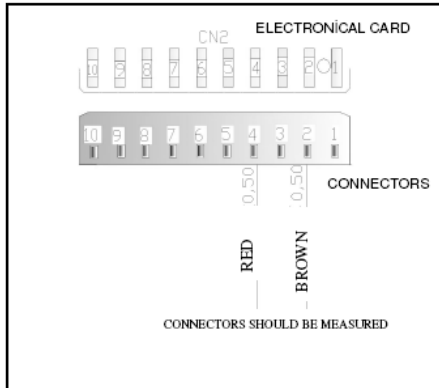 ELECTRONİCAL CARD
CN2
10 9 8 7 6 5 4 3 2 1
10 9 8 7 6 5 4 3 2 1
0,50 0,50
CONNECTORS
RED BROWN
CONNECTORS SHOULD BE MEASURED